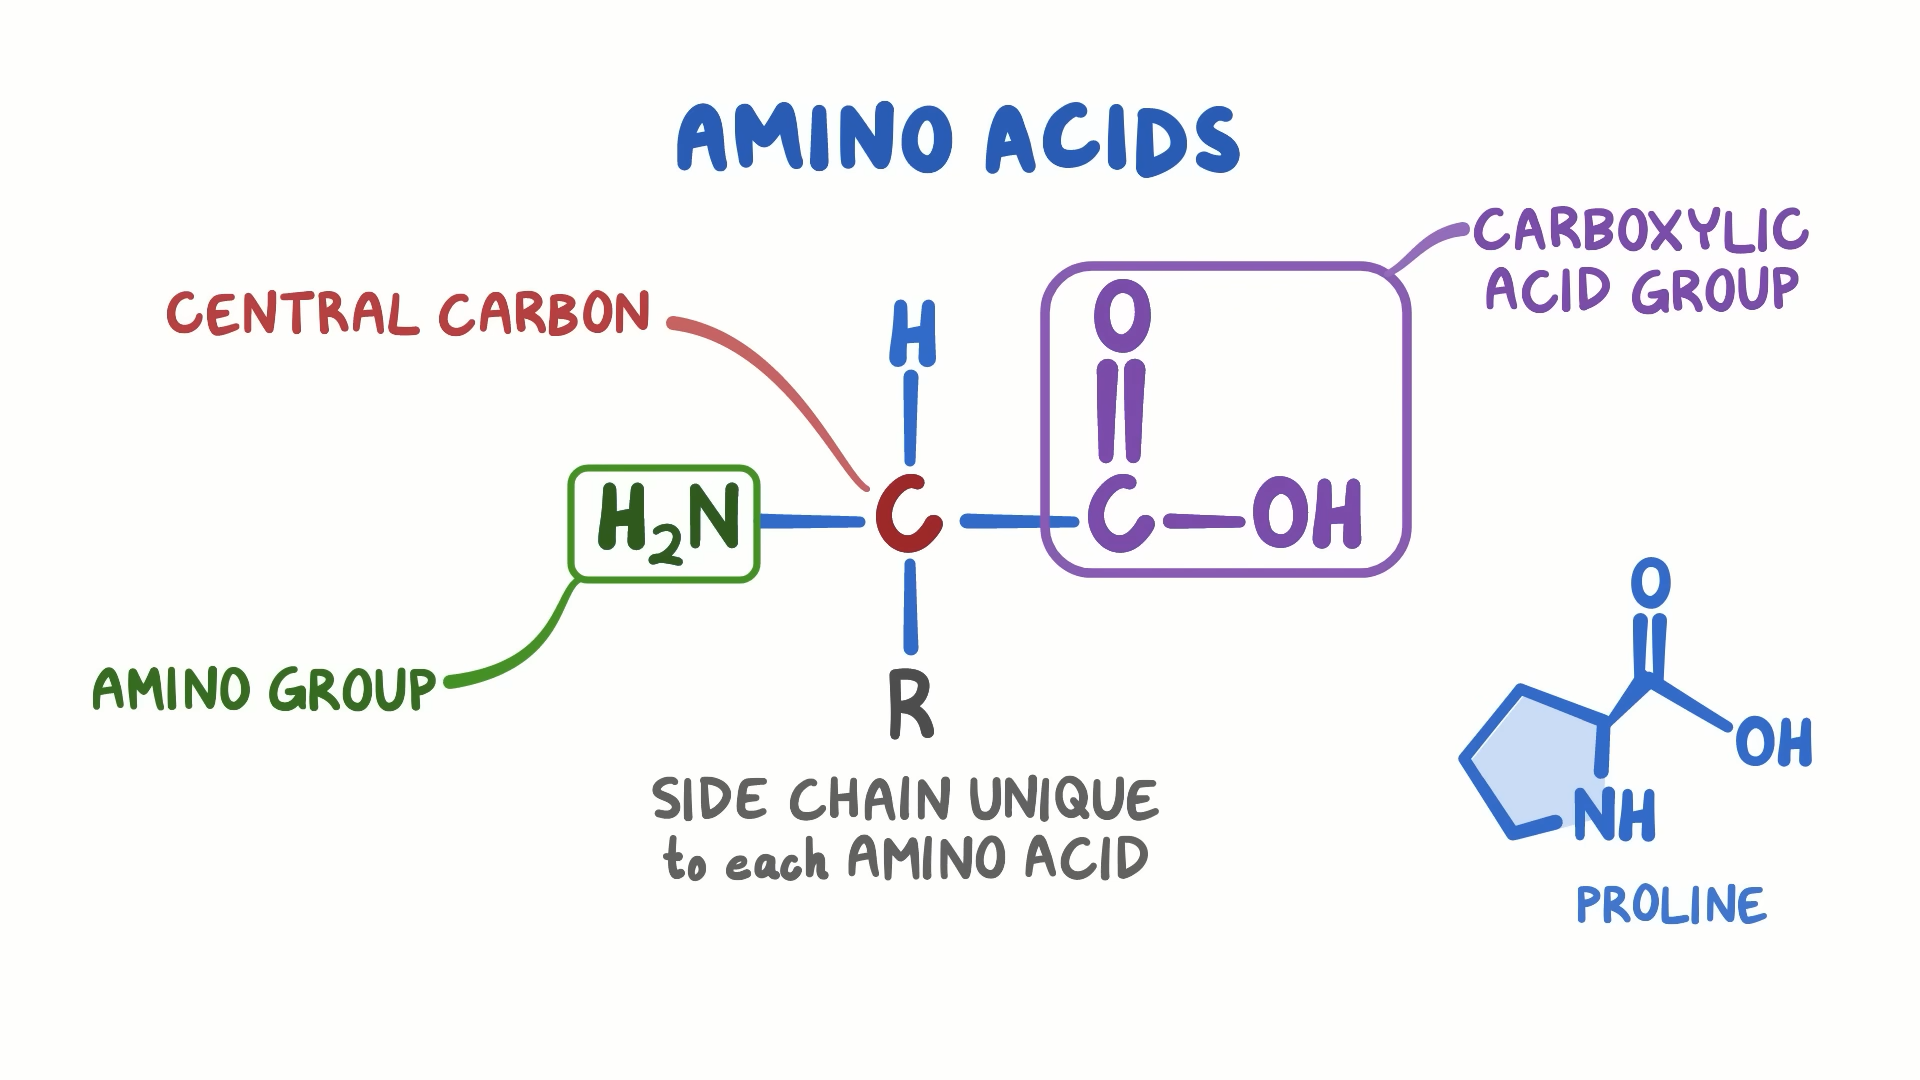 AMINO ACIDS
CARBOXYLIC
ACID GROUP
CENTRAL CARBON
H
O
H₂N
C
C
OH
AMINO GROUP
R
SIDE CHAIN UNIQUE
to each AMINO ACID
O
OH
NH
PROLINE